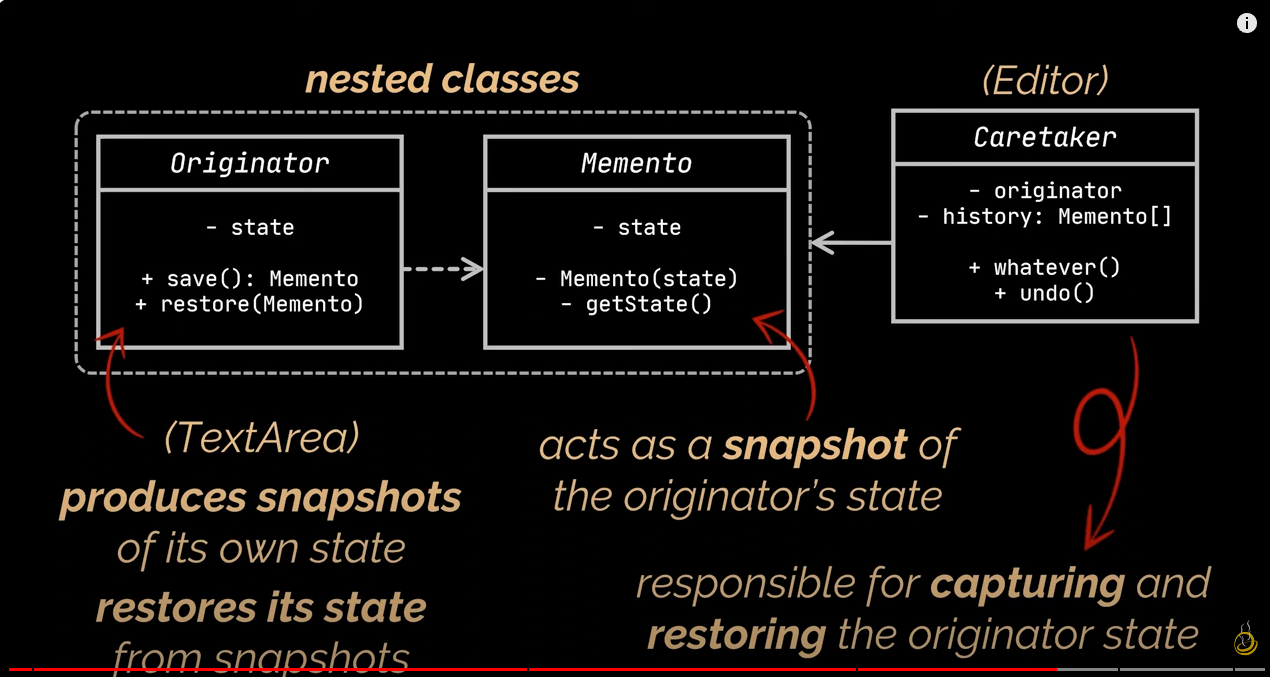 nested classes
(Editor)
Originator
- state
+ save(): Memento
+ restore(Memento)
Memento
- state
- Memento(state)
- getState()
Caretaker
- originator
- history: Memento[]
+ whatever()
+ undo()
(TextArea)
produces snapshots
of its own state
restores its state
from snapshots
acts as a snapshot of
the originator's state
responsible for capturing and
restoring the originator state